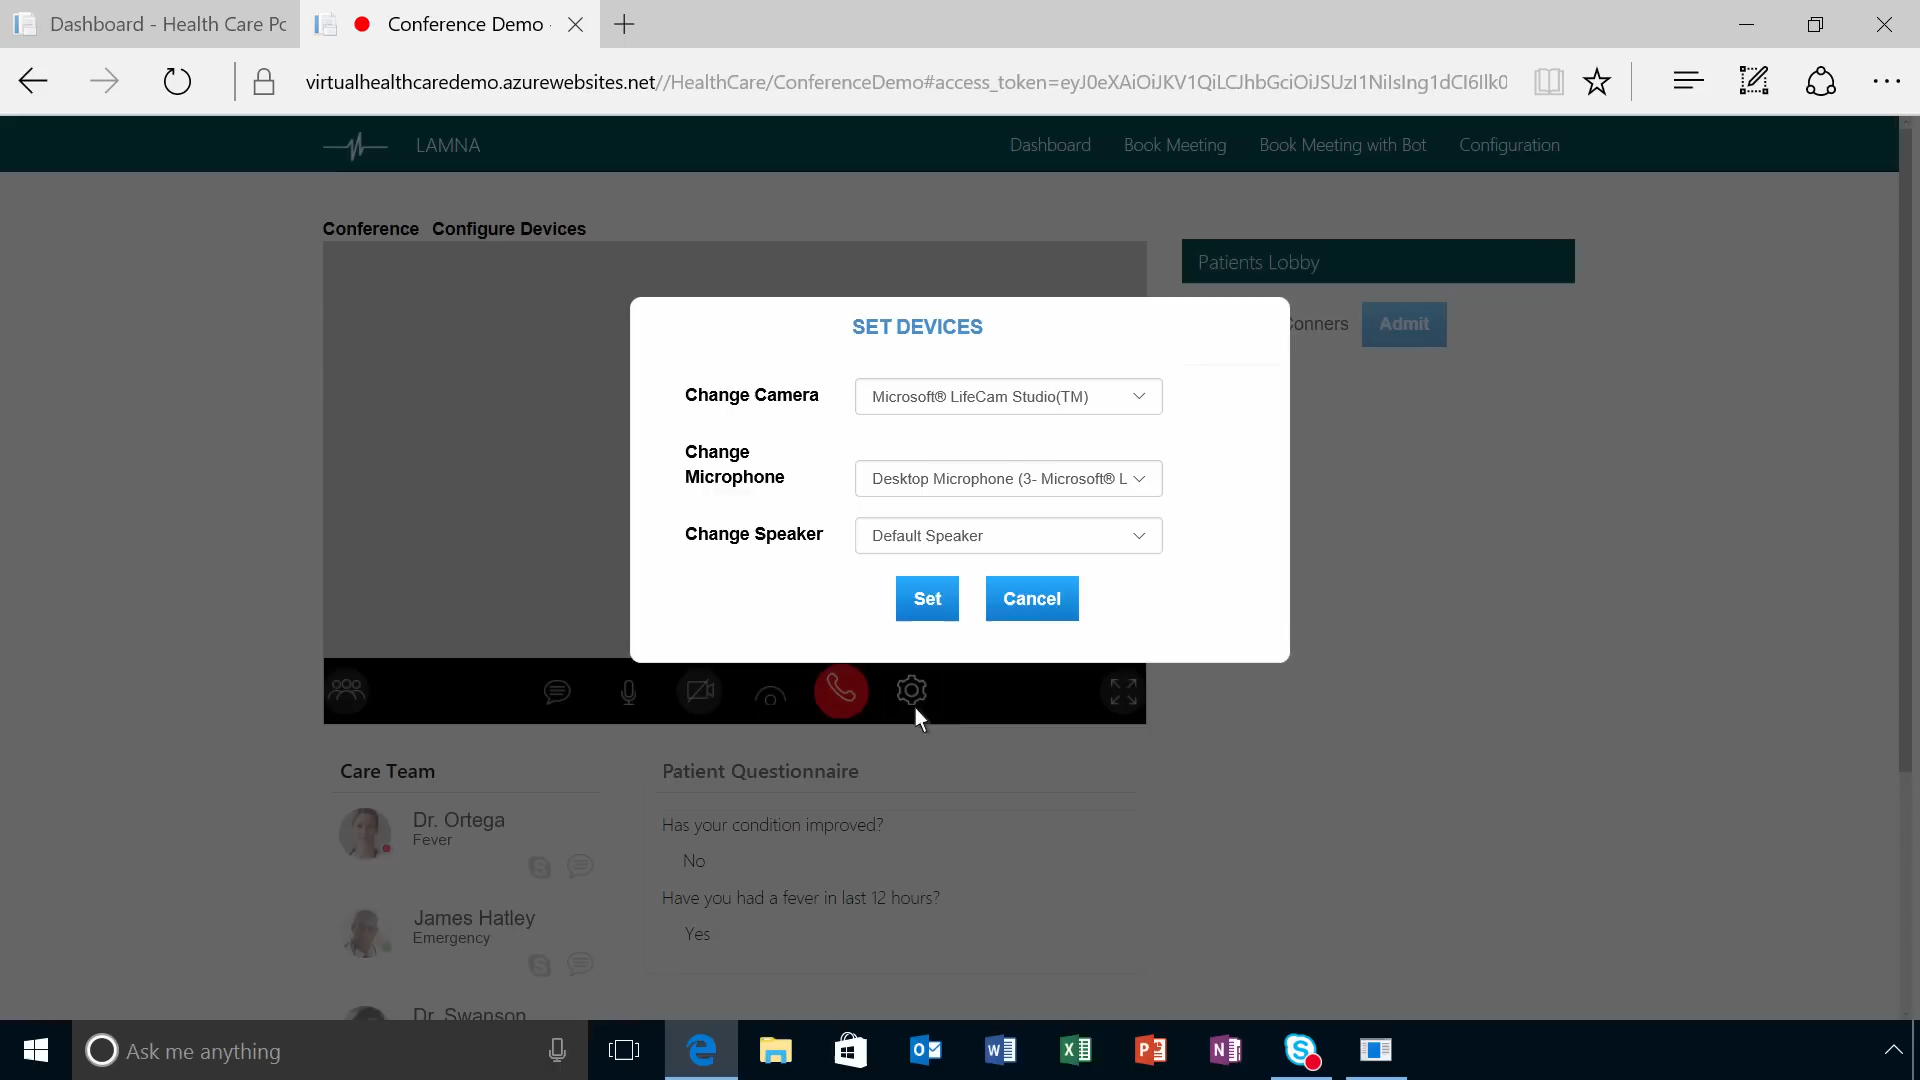 Dashboard - Health Care Pc
Conference Demo
virtualhealthcaredemo.azurewebsites.net//HealthCare/ConferenceDemo#access_token=eyJ0eXAiOiJKV1QiLCJhbGciOiJSUzI1NiIsIng1dCI6Ilk0
LAMNA
Dashboard
Book Meeting
Book Meeting with Bot
Configuration
Conference Configure Devices
Patients Lobby
Conners
Admit
SET DEVICES
Change Camera
Microsoft® LifeCam Studio(TM)
Change
Microphone
Desktop Microphone (3- Microsoft® L
Change Speaker
Default Speaker
Set
Cancel
Care Team
Dr. Ortega
Fever
James Hatley
Emergency
Dr. Swanson
Patient Questionnaire
Has your condition improved?
No
Have you had a fever in last 12 hours?
Yes
Ask me anything